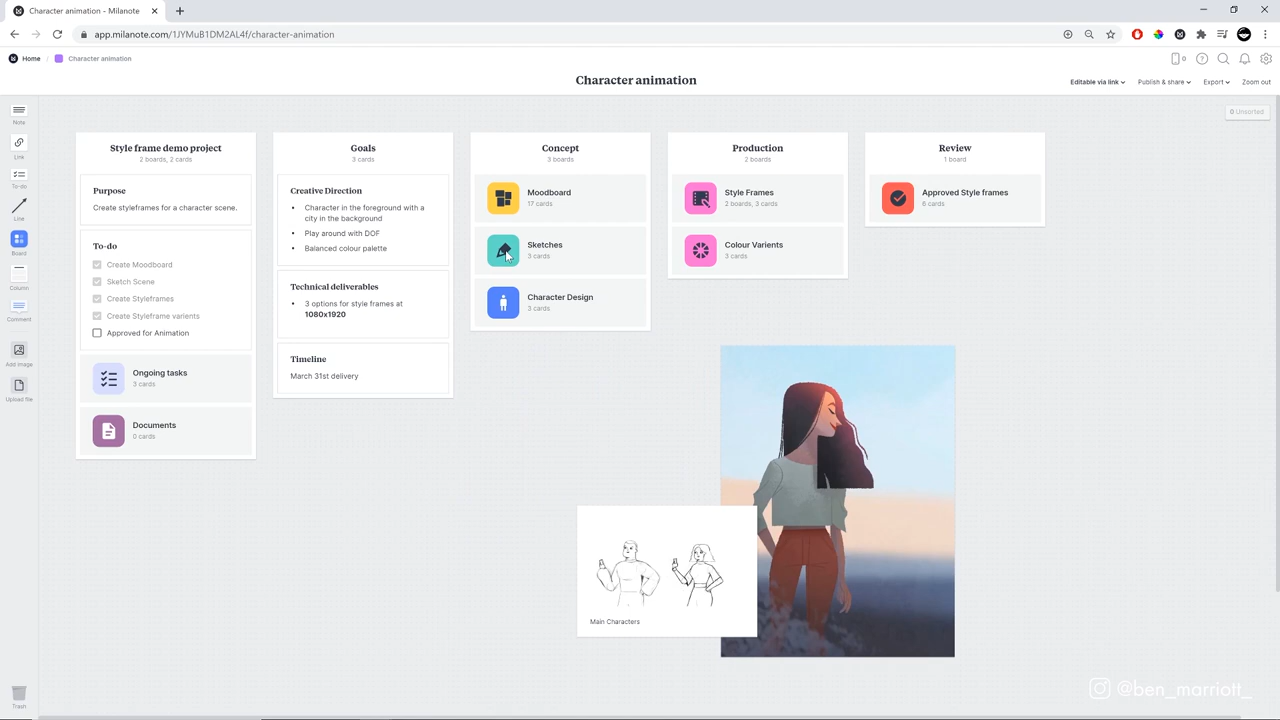 Character animation - Milanote
app.milanote.com/1JYMuB1DM2AL4f/character-animation
Home / Character animation
0
Character animation
Editable via link
Publish & share
Export
Zoom out
0 Unsorted
Note
Link
To-do
Line
Board
Column
Comment
Add image
Upload file
Trash
Style frame demo project
2 boards, 2 cards
Purpose
Create styleframes for a character scene.
To-do
Create Moodboard
Sketch Scene
Create Styleframes
Create Styleframe varients
Approved for Animation
Ongoing tasks
3 cards
Documents
0 cards
Goals
3 cards
Creative Direction
• Character in the foreground with a
city in the background
• Play around with DOF
• Balanced colour palette
Technical deliverables
• 3 options for style frames at
1080x1920
Timeline
March 31st delivery
Concept
3 boards
Moodboard
17 cards
Sketches
3 cards
Character Design
3 cards
Production
2 boards
Style Frames
2 boards, 3 cards
Colour Varients
3 cards
Review
1 board
Approved Style frames
6 cards
Main Characters
@ben_marriott_